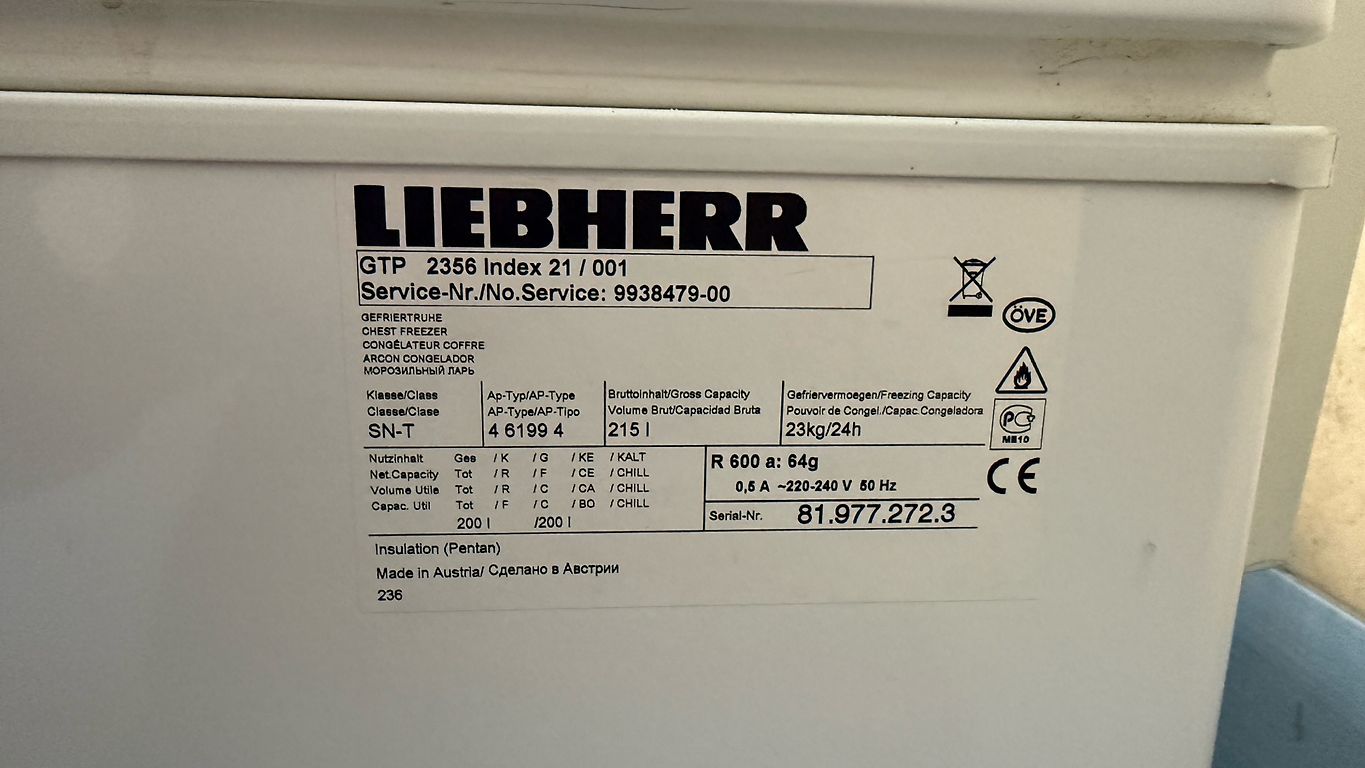 LIEBHERR
GTP 2356 Index 21 / 001
Service-Nr./No.Service: 9938479-00
GEFRIERTRUHE
CHEST FREEZER
CONGÉLATEUR COFFRE
ARCON CONGELADOR
МОРОЗИЛЬНЫЙ ЛАРЬ
ÖVE
Klasse/Class
Classe/Clase
SN-T
Ap-Typ/AP-Type
AP-Type/AP-Tipo
4 6199 4
Bruttoinhalt/Gross Capacity
Volume Brut/Capacidad Bruta
215 l
Gefriervermoegen/Freezing Capacity
Pouvoir de Congel./Capac.Congeladora
23kg/24h
РСТ
ME10
CE
Nutzinhalt Ges / K / G / KE / KALT
Net.Capacity Tot / R / F / CE / CHILL
Volume Utile Tot / R / C / CA / CHILL
Capac. Util Tot / F / C / BO / CHILL
200 l /200 l
R 600 a: 64g
0,5 A ~220-240 V 50 Hz
Serial-Nr. 81.977.272.3
Insulation (Pentan)
Made in Austria/ Сделано в Австрии
236